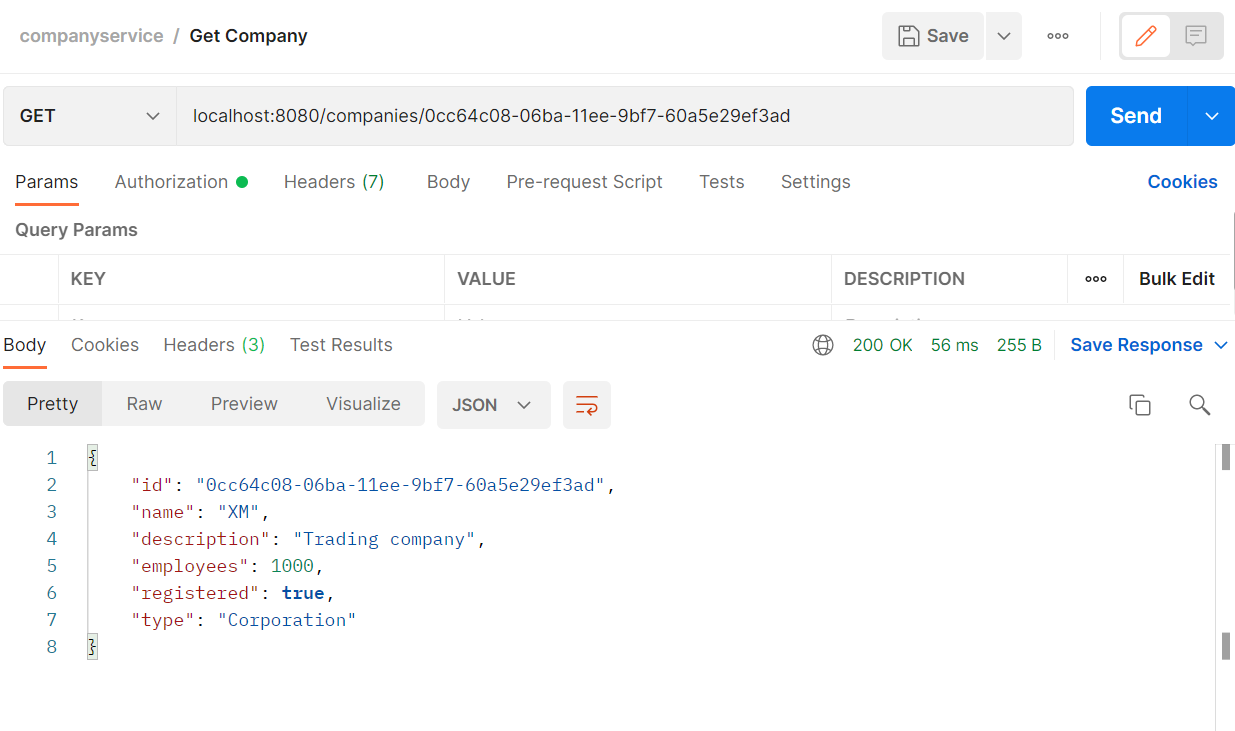 companyservice / Get Company Save
GET localhost:8080/companies/0cc64c08-06ba-11ee-9bf7-60a5e29ef3ad Send
Params Authorization Headers (7) Body Pre-request Script Tests Settings Cookies
Query Params
KEY VALUE DESCRIPTION Bulk Edit
Body Cookies Headers (3) Test Results 200 OK 56 ms 255 B Save Response
Pretty Raw Preview Visualize JSON
1 {
2 "id": "0cc64c08-06ba-11ee-9bf7-60a5e29ef3ad",
3 "name": "XM",
4 "description": "Trading company",
5 "employees": 1000,
6 "registered": true,
7 "type": "Corporation"
8 }